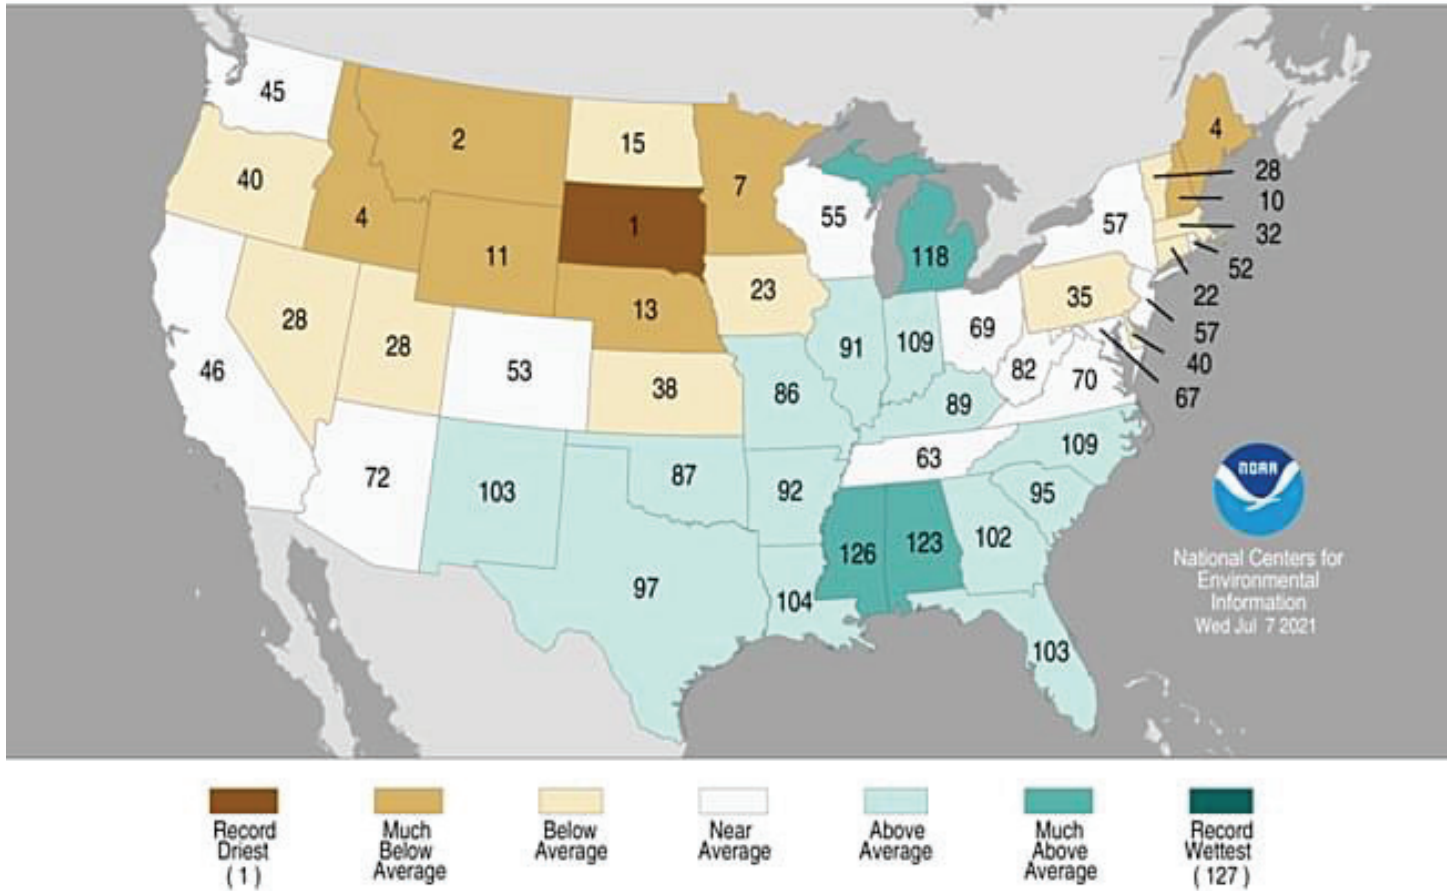 45
2
15
4
40
7
28
1
55
57
10
4
11
118
32
52
13
23
22
28
35
28
69
57
109
91
40
46
53
82
70
38
86
67
89
109
63
NOAA
72
87
103
92
95
102
123
126
National Centers for
Environmental
Information
Wed Jul 7 2021
97
104
103
Record
Driest
( 1 )
Much
Below
Average
Below
Average
Near
Average
Above
Average
Much
Above
Average
Record
Wettest
( 127 )